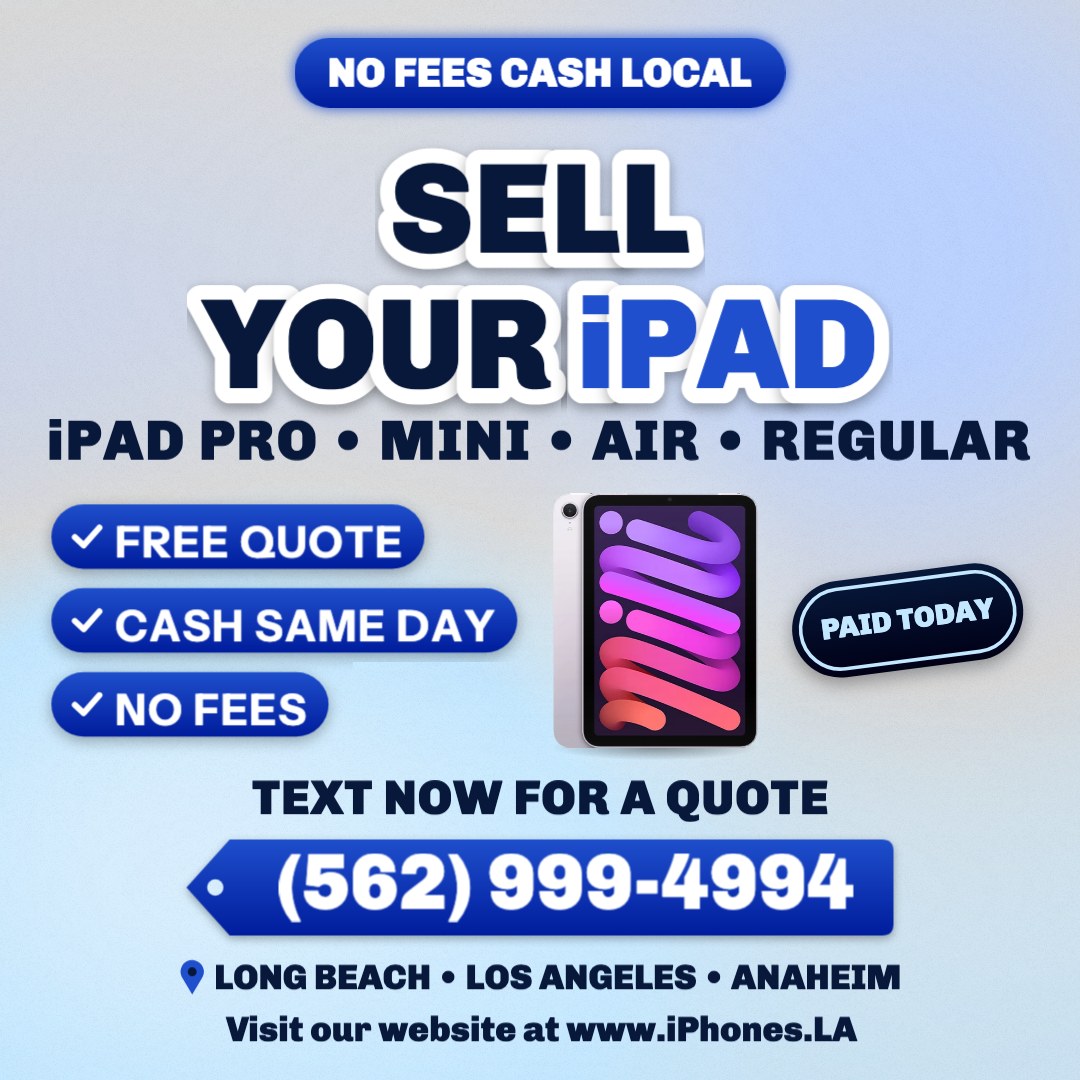 NO FEES CASH LOCAL
SELL
YOUR iPAD
iPAD PRO • MINI • AIR • REGULAR
✓ FREE QUOTE
✓ CASH SAME DAY
✓ NO FEES
PAID TODAY
TEXT NOW FOR A QUOTE
(562) 999-4994
LONG BEACH • LOS ANGELES • ANAHEIM
Visit our website at www.iPhones.LA